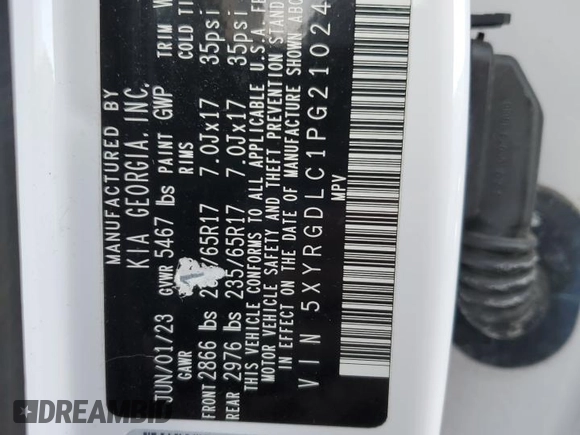 MANUFACTURED BY
KIA GEORGIA, INC.
JUN/01/23 GVWR 5467 lbs PAINT GWP TRIM
GAWR RIMS COLD
FRONT 2866 lbs 65R17 7.0Jx17 35psi
REAR 2976 lbs 235/65R17 7.0Jx17 35psi
THIS VEHICLE CONFORMS TO ALL APPLICABLE U.S.A.
MOTOR VEHICLE SAFETY AND THEFT PREVENTION STAND
IN EFFECT ON THE DATE OF MANUFACTURE SHOWN
VIN 5XYRGDLC1PG21024
MPV
DREAMBID